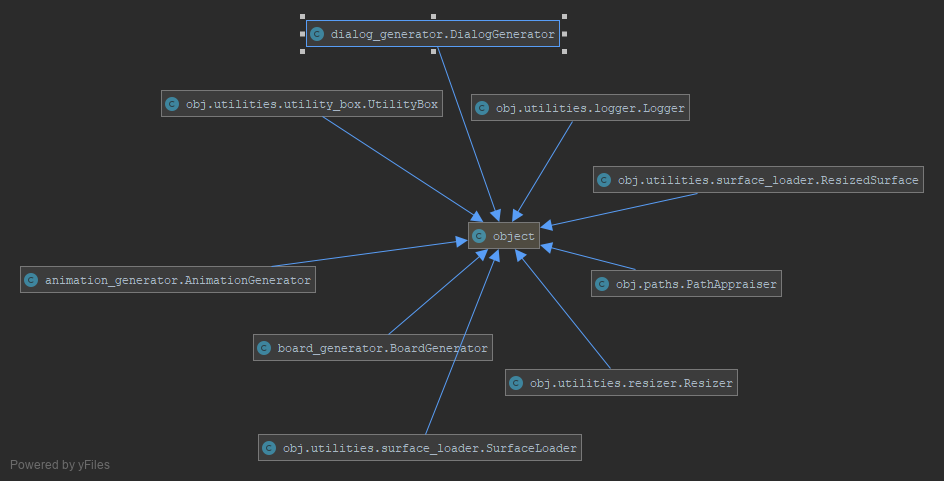 dialog_generator.DialogGenerator
obj.utilities.utility_box.UtilityBox
obj.utilities.logger.Logger
obj.utilities.surface_loader.ResizedSurface
object
animation_generator.AnimationGenerator
obj.paths.PathAppraiser
board_generator.BoardGenerator
obj.utilities.resizer.Resizer
obj.utilities.surface_loader.SurfaceLoader
Powered by yFiles